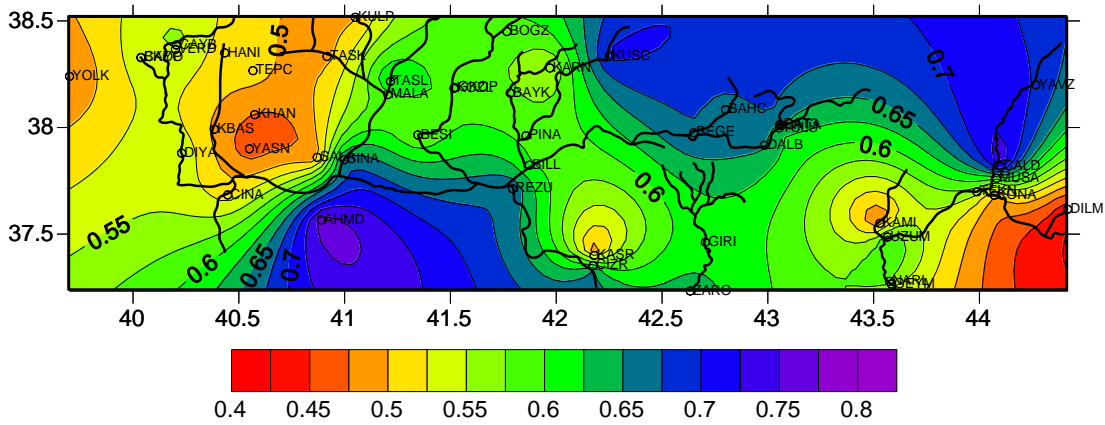 38.5
38
37.5
KULP
BOGZ
CAYB
HANI
0.5
TASK
KUSC
KARN
YOLK
TEPC
TASL
MALA
BAYK
0.7
YAVZ
KHAN
KBAS
BESI
PINA
BAHC
BEGE
0.65
DALB
0.6
YASN
DIYA
SINA
BILL
CALD
CINA
REZU
0.6
KONA
DILM
AHMD
KAMI
UZUM
0.55
0.6
0.65
0.7
KASR
CIZR
GIRI
NARL
ZARO
40 40.5 41 41.5 42 42.5 43 43.5 44
0.4 0.45 0.5 0.55 0.6 0.65 0.7 0.75 0.8